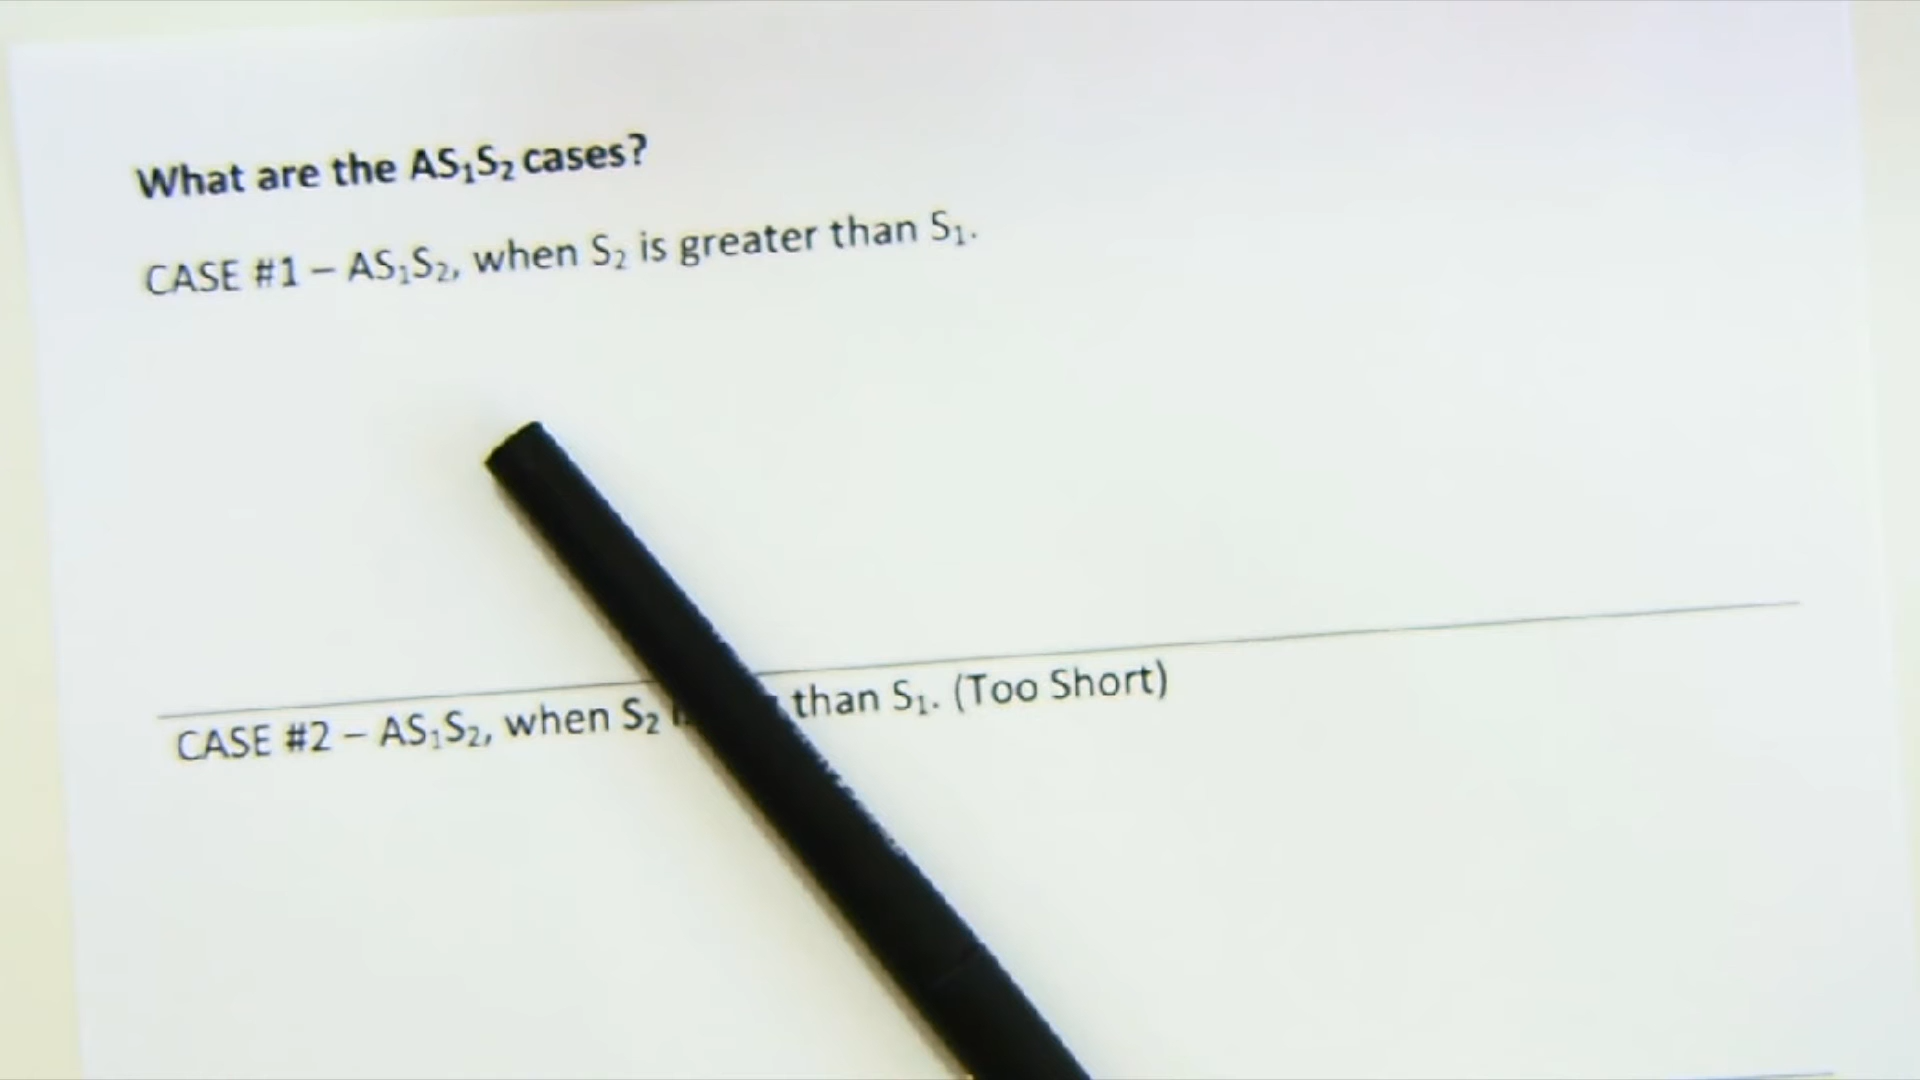 What are the AS₁S₂ cases?
CASE #1 – AS₁S₂, when S₂ is greater than S₁.
CASE #2 – AS₁S₂, when S₂ than S₁. (Too Short)